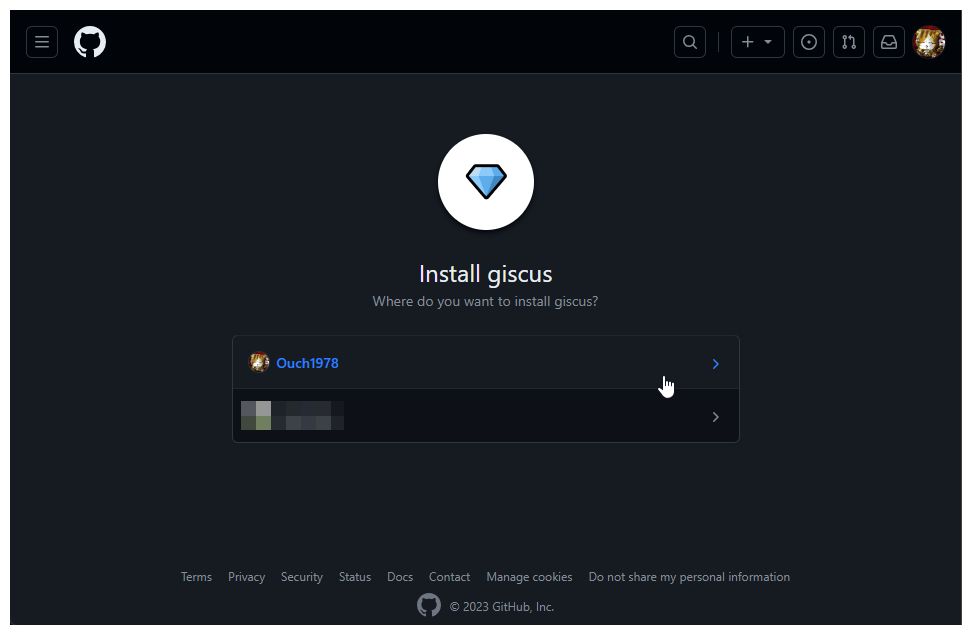 Install giscus
Where do you want to install giscus?
Ouch1978
Terms Privacy Security Status Docs Contact Manage cookies Do not share my personal information
© 2023 GitHub, Inc.